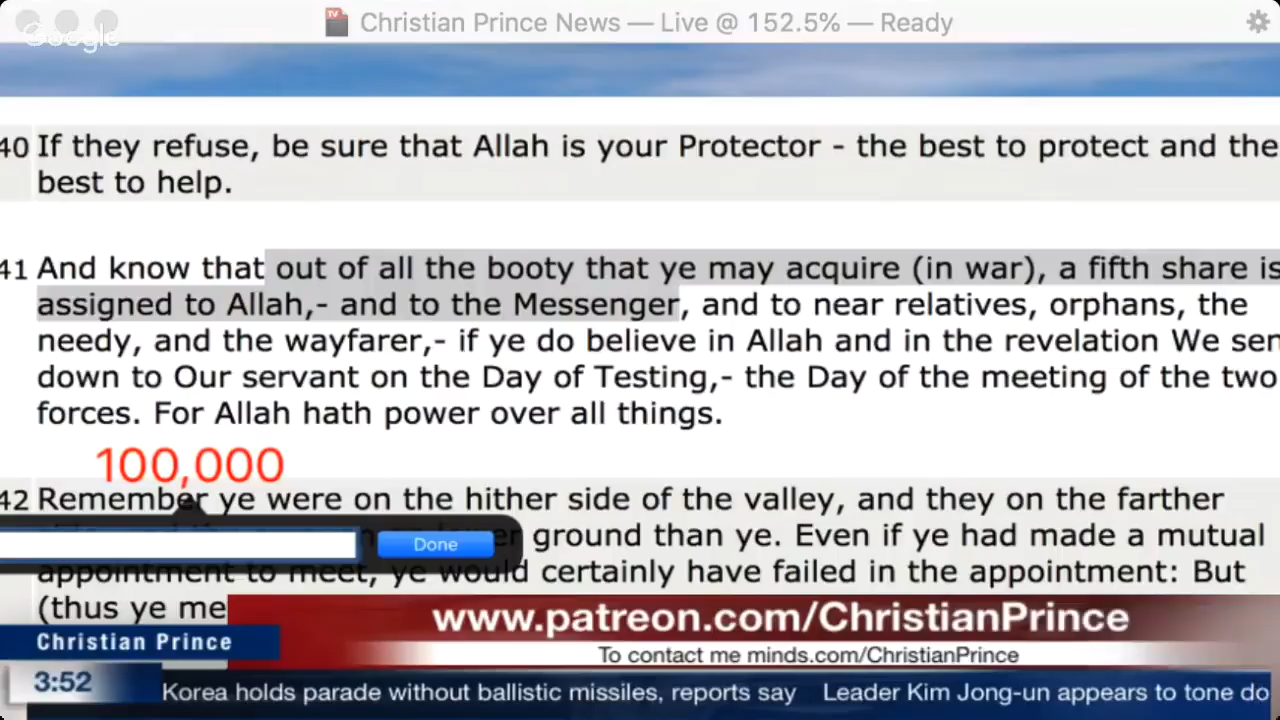 Christian Prince News — Live @ 152.5% — Ready
Google
40 If they refuse, be sure that Allah is your Protector - the best to protect and the
best to help.
41 And know that out of all the booty that ye may acquire (in war), a fifth share is
assigned to Allah,- and to the Messenger, and to near relatives, orphans, the
needy, and the wayfarer,- if ye do believe in Allah and in the revelation We sen
down to Our servant on the Day of Testing,- the Day of the meeting of the two
forces. For Allah hath power over all things.
100,000
42 Remember ye were on the hither side of the valley, and they on the farther
ground than ye. Even if ye had made a mutual
Done
appointment to meet, ye would certainly have failed in the appointment: But
(thus ye me
www.patreon.com/ChristianPrince
Christian Prince
To contact me minds.com/ChristianPrince
3:52
Korea holds parade without ballistic missiles, reports say Leader Kim Jong-un appears to tone do